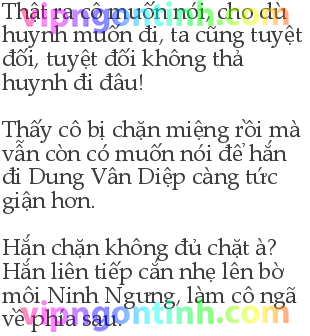 Thật ra cô muốn nói, cho dù
huynh muốn đi, ta cũng tuyệt
đối, tuyệt đối không thả
huynh đi đâu!
Thấy cô bị chặn miệng rồi mà
vẫn còn có muốn nói để hắn
đi Dung Vân Diệp càng tức
giận hơn.
Hắn chặn không đủ chặt à?
Hắn liên tiếp cắn nhẹ lên bờ
môi Ninh Ngưng, làm cô ngã
về phía sau.
vipngontinh.com
vipngontinh.com